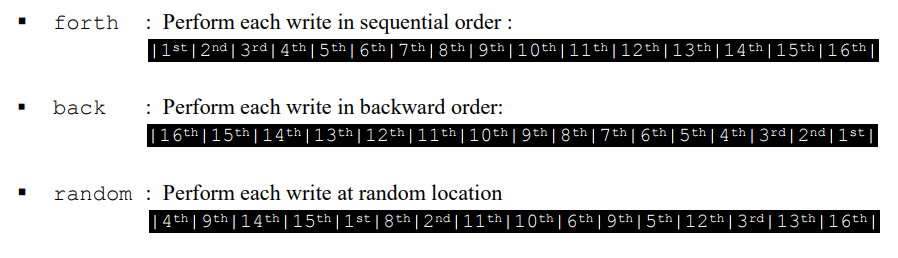 ▪ forth : Perform each write in sequential order :
|1st|2nd|3rd|4th|5th|6th|7th|8th|9th|10th|11th|12th|13th|14th|15th|16th|
▪ back : Perform each write in backward order:
|16th|15th|14th|13th|12th|11th|10th|9th|8th|7th|6th|5th|4th|3rd|2nd|1st|
▪ random : Perform each write at random location
|4th|9th|14th|15th|1st|8th|2nd|11th|10th|6th|9th|5th|12th|3rd|13th|16th|